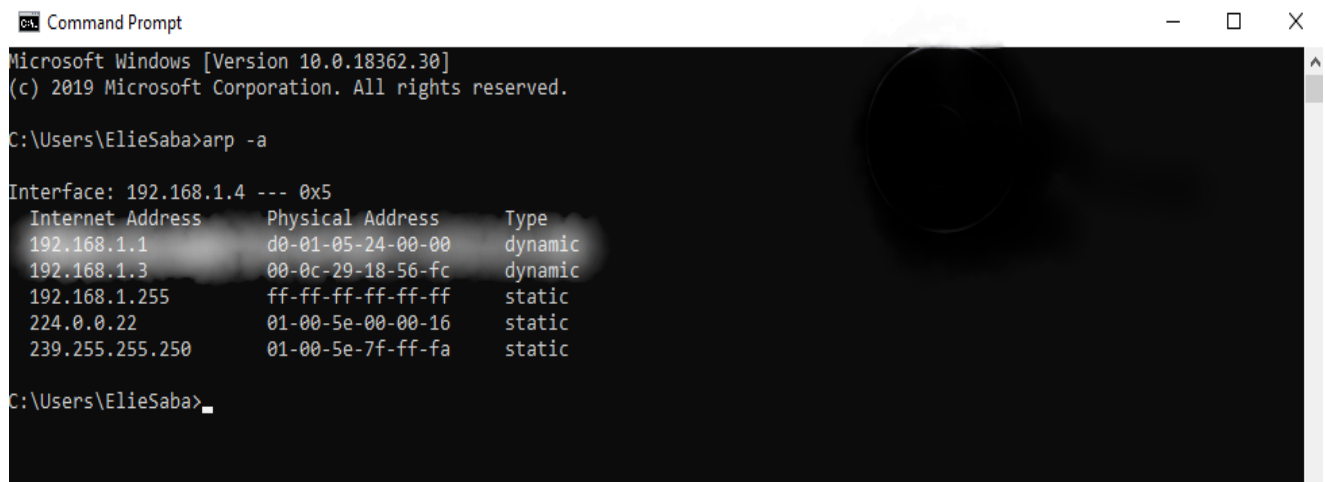 Command Prompt
Microsoft Windows [Version 10.0.18362.30]
(c) 2019 Microsoft Corporation. All rights reserved.
C:\Users\ElieSaba>arp -a
Interface: 192.168.1.4 --- 0x5
Internet Address Physical Address Type
192.168.1.1 d0-01-05-24-00-00 dynamic
192.168.1.3 00-0c-29-18-56-fc dynamic
192.168.1.255 ff-ff-ff-ff-ff-ff static
224.0.0.22 01-00-5e-00-00-16 static
239.255.255.250 01-00-5e-7f-ff-fa static
C:\Users\ElieSaba>